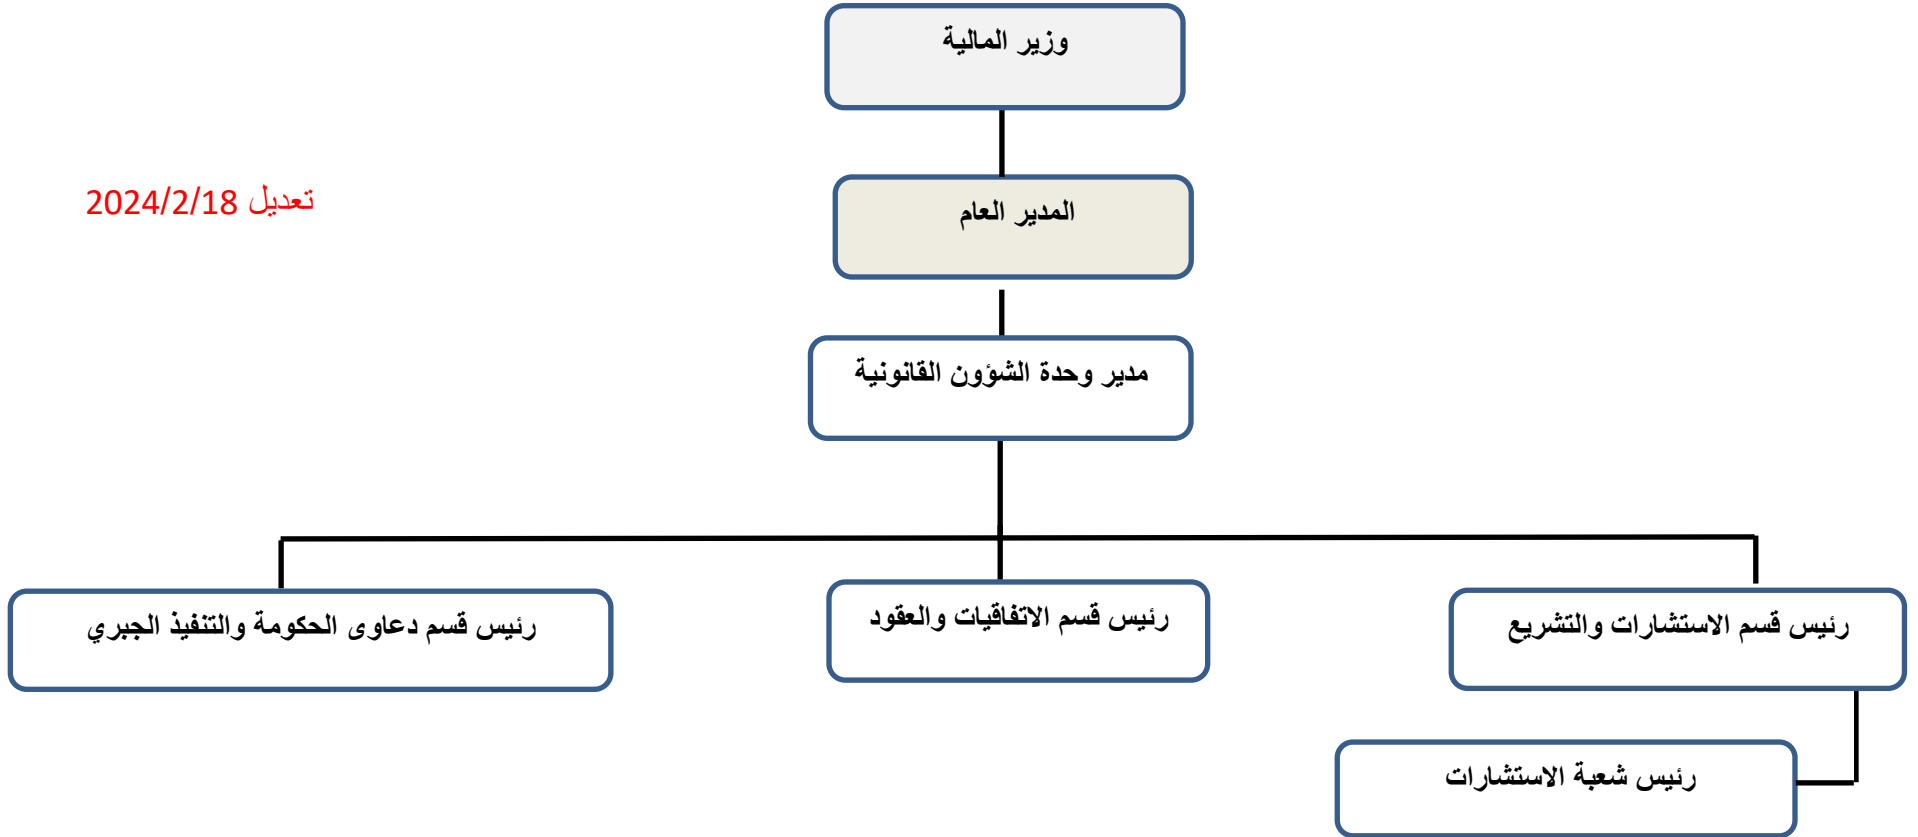 وزير المالية
تعديل 2024/2/18
المدير العام
مدير وحدة الشؤون القانونية
رئيس قسم الاستشارات والتشريع
رئيس قسم الاتفاقيات والعقود
رئيس قسم دعاوى الحكومة والتنفيذ الجبري
رئيس شعبة الاستشارات